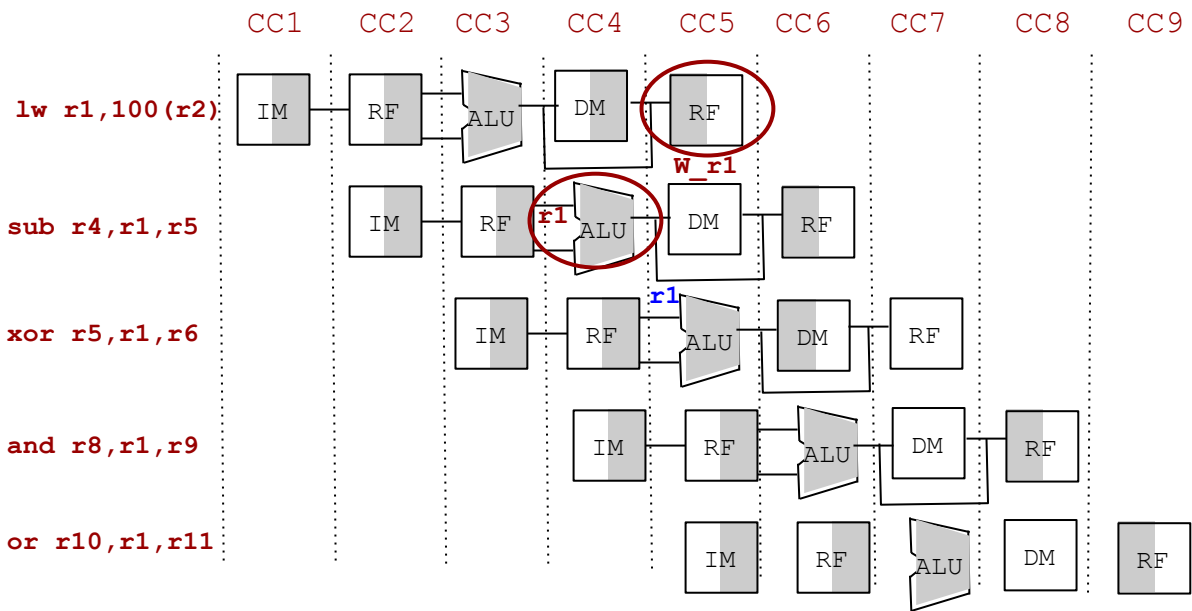 CC1 CC2 CC3 CC4 CC5 CC6 CC7 CC8 CC9
lw r1,100(r2) IM RF ALU DM RF
W_r1
sub r4,r1,r5 IM RF r1 ALU DM RF
r1
xor r5,r1,r6 IM RF ALU DM RF
and r8,r1,r9 IM RF ALU DM RF
or r10,r1,r11 IM RF ALU DM RF